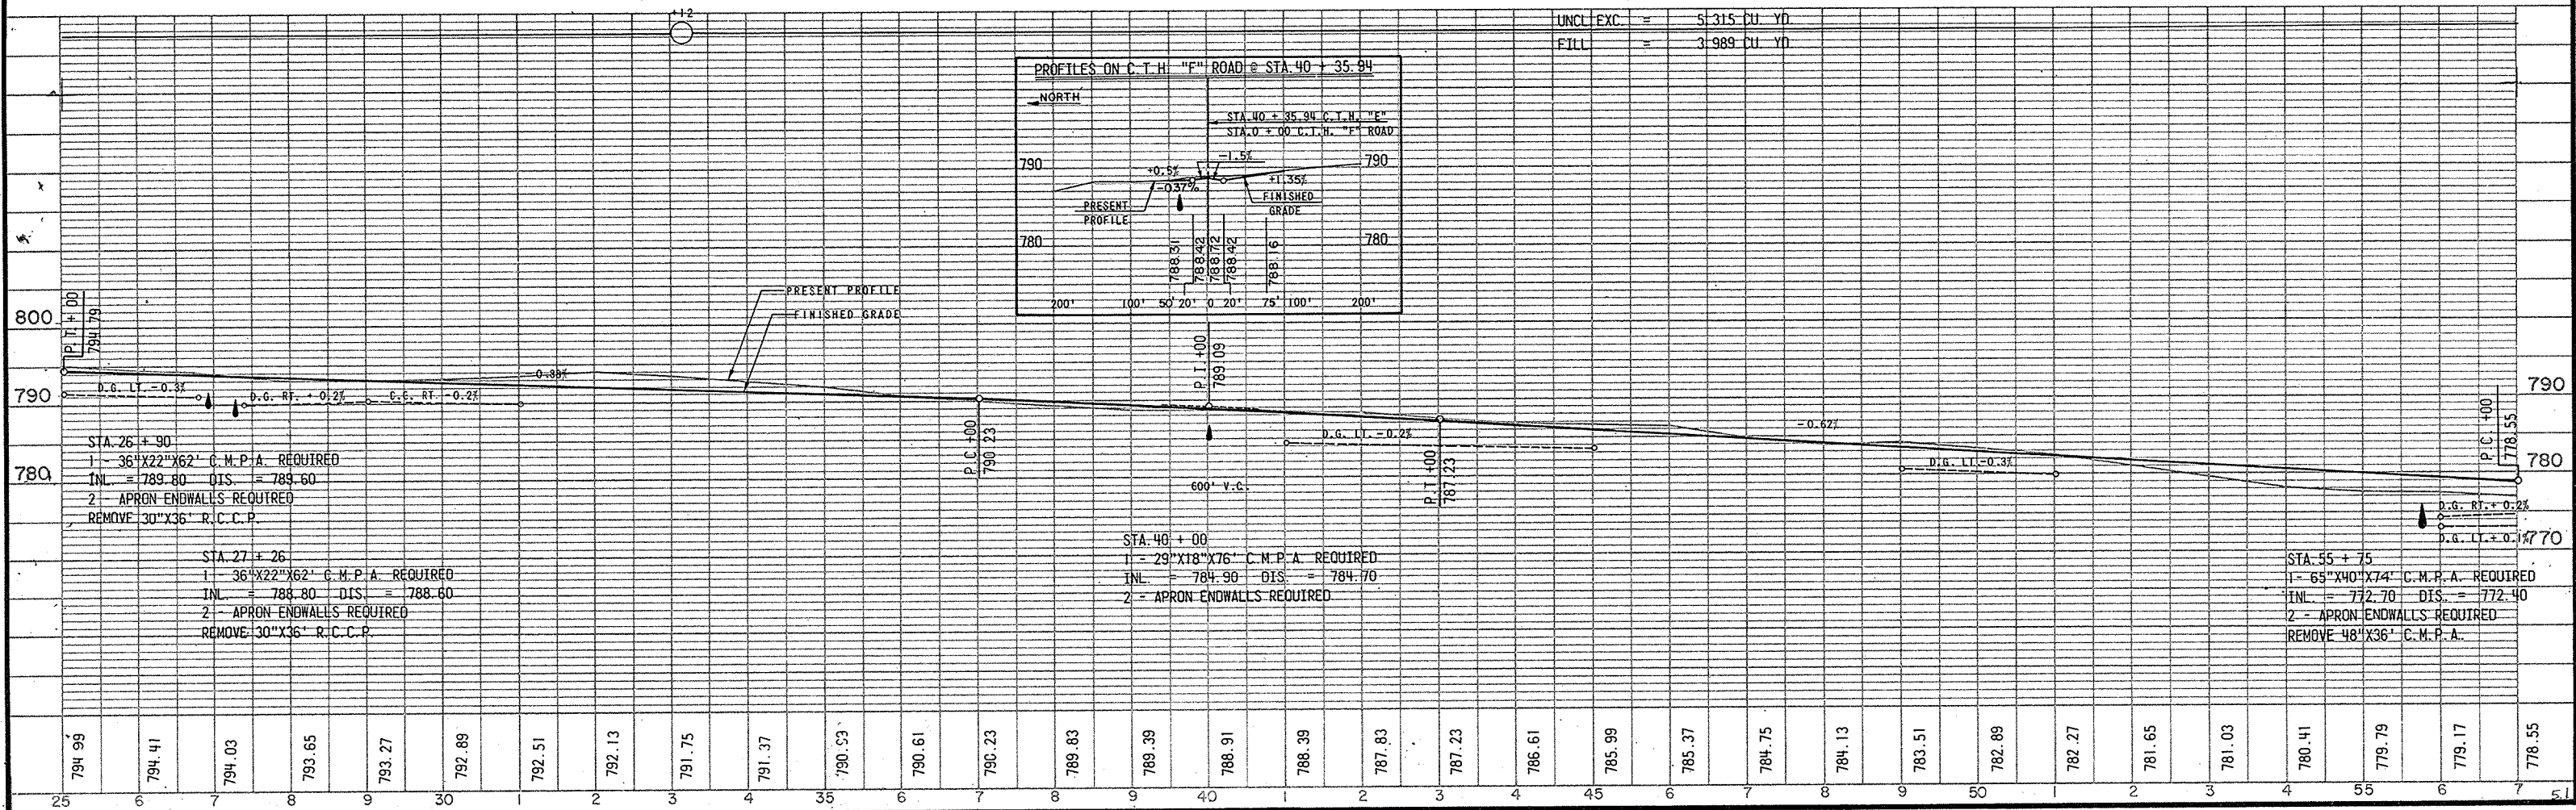 +12
UNCL EXC. = 5,315 CU. YD.
FILL = 3,989 CU. YD.
PROFILES ON C.T.H. "F" ROAD @ STA.40 + 35.94
NORTH
STA.40 + 35.94 C.T.H. "E"
STA.0 + 00 C.T.H. "F" ROAD
790
-1.5%
790
+0.5%
-0.37%
+1.35%
PRESENT
PROFILE
FINISHED
GRADE
780
780
788.31
788.42
788.72
788.42
788.16
200' 100' 50' 20' 0 20' 75' 100' 200'
P.T. +00
794.79
PRESENT PROFILE
FINISHED GRADE
800
P.I. +00
789.09
-0.38%
D.G. LT. -0.3%
790
D.G. RT. + 0.2%
C.G. RT. -0.2%
790
P.C. +00
778.55
STA.26 + 90
1 - 36"X22"X62' C.M.P.A. REQUIRED
INL. = 789.80 DIS. = 789.60
2 - APRON ENDWALLS REQUIRED
REMOVE 30"X36' R.C.C.P.
780
P.C. +00
790.23
D.G. LT. -0.2%
-0.62%
P.T. +00
787.23
600' V.C.
D.G. LT. -0.3%
780
D.G. RT. + 0.2%
D.G. LT. + 0.1%
770
STA.27 + 26
1 - 36"X22"X62' C.M.P.A. REQUIRED
INL. = 788.80 DIS. = 788.60
2 - APRON ENDWALLS REQUIRED
REMOVE 30"X36' R.C.C.P.
STA.40 + 00
1 - 29"X18"X76' C.M.P.A. REQUIRED
INL. = 784.90 DIS. = 784.70
2 - APRON ENDWALLS REQUIRED
STA.55 + 75
1- 65"X40"X74' C.M.P.A. REQUIRED
INL. = 772.70 DIS. = 772.40
2 - APRON ENDWALLS REQUIRED
REMOVE 48"X36' C.M.P.A.
794.99 794.41 794.03 793.65 793.27 792.89 792.51 792.13 791.75 791.37 790.93 790.61 790.23 789.83 789.39 788.91 788.39 787.83 787.23 786.61 785.99 785.37 784.75 784.13 783.51 782.89 782.27 781.65 781.03 780.41 779.79 779.17 778.55
25 6 7 8 9 30 1 2 3 4 35 6 7 8 9 40 1 2 3 4 45 6 7 8 9 50 1 2 3 4 55 6 7 5.1